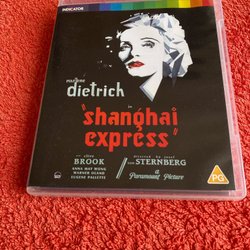 INDICATOR
marlene
dietrich
in
"shanghai
express"
with clive
BROOK
ANNA MAY WONG
WARNER OLAND
EUGENE PALLETTE
directed by josef
von STERNBERG
a
Paramount Picture
PG